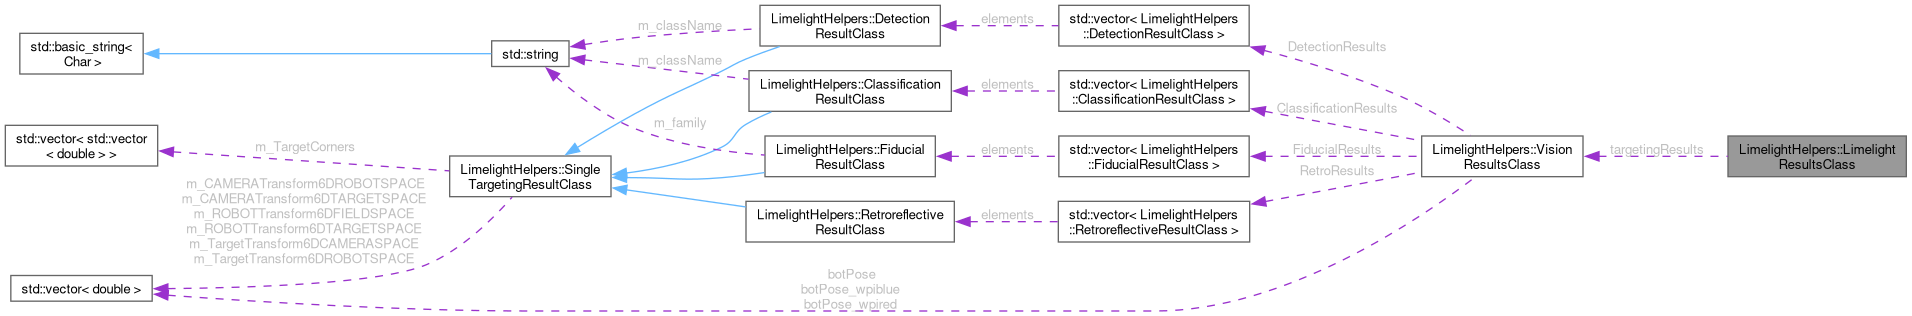 std::basic_string<
Char >
std::string
m_className
m_className
m_family
LimelightHelpers::Detection
ResultClass
elements
std::vector< LimelightHelpers
::DetectionResultClass >
DetectionResults
LimelightHelpers::Classification
ResultClass
elements
std::vector< LimelightHelpers
::ClassificationResultClass >
ClassificationResults
std::vector< std::vector
< double > >
m_TargetCorners
LimelightHelpers::Single
TargetingResultClass
LimelightHelpers::Fiducial
ResultClass
elements
std::vector< LimelightHelpers
::FiducialResultClass >
FiducialResults
RetroResults
LimelightHelpers::Vision
ResultsClass
targetingResults
LimelightHelpers::Limelight
ResultsClass
m_CAMERATransform6DROBOTSPACE
m_CAMERATransform6DTARGETSPACE
m_ROBOTTransform6DFIELDSPACE
m_ROBOTTransform6DTARGETSPACE
m_TargetTransform6DCAMERASPACE
m_TargetTransform6DROBOTSPACE
LimelightHelpers::Retroreflective
ResultClass
elements
std::vector< LimelightHelpers
::RetroreflectiveResultClass >
std::vector< double >
botPose
botPose_wpiblue
botPose_wpired